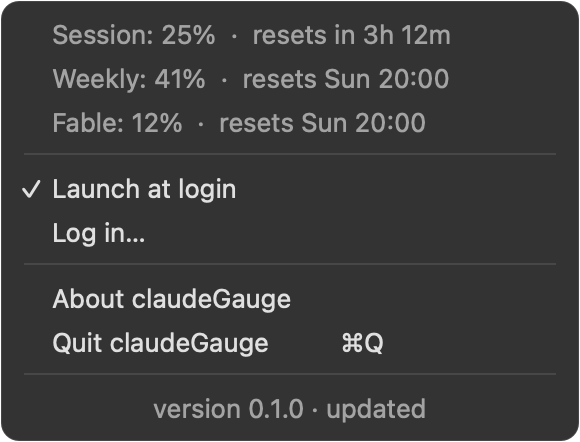 Session: 25% · resets in 3h 12m
Weekly: 41% · resets Sun 20:00
Fable: 12% · resets Sun 20:00
✓ Launch at login
Log in...
About claudeGauge
Quit claudeGauge ⌘Q
version 0.1.0 · updated